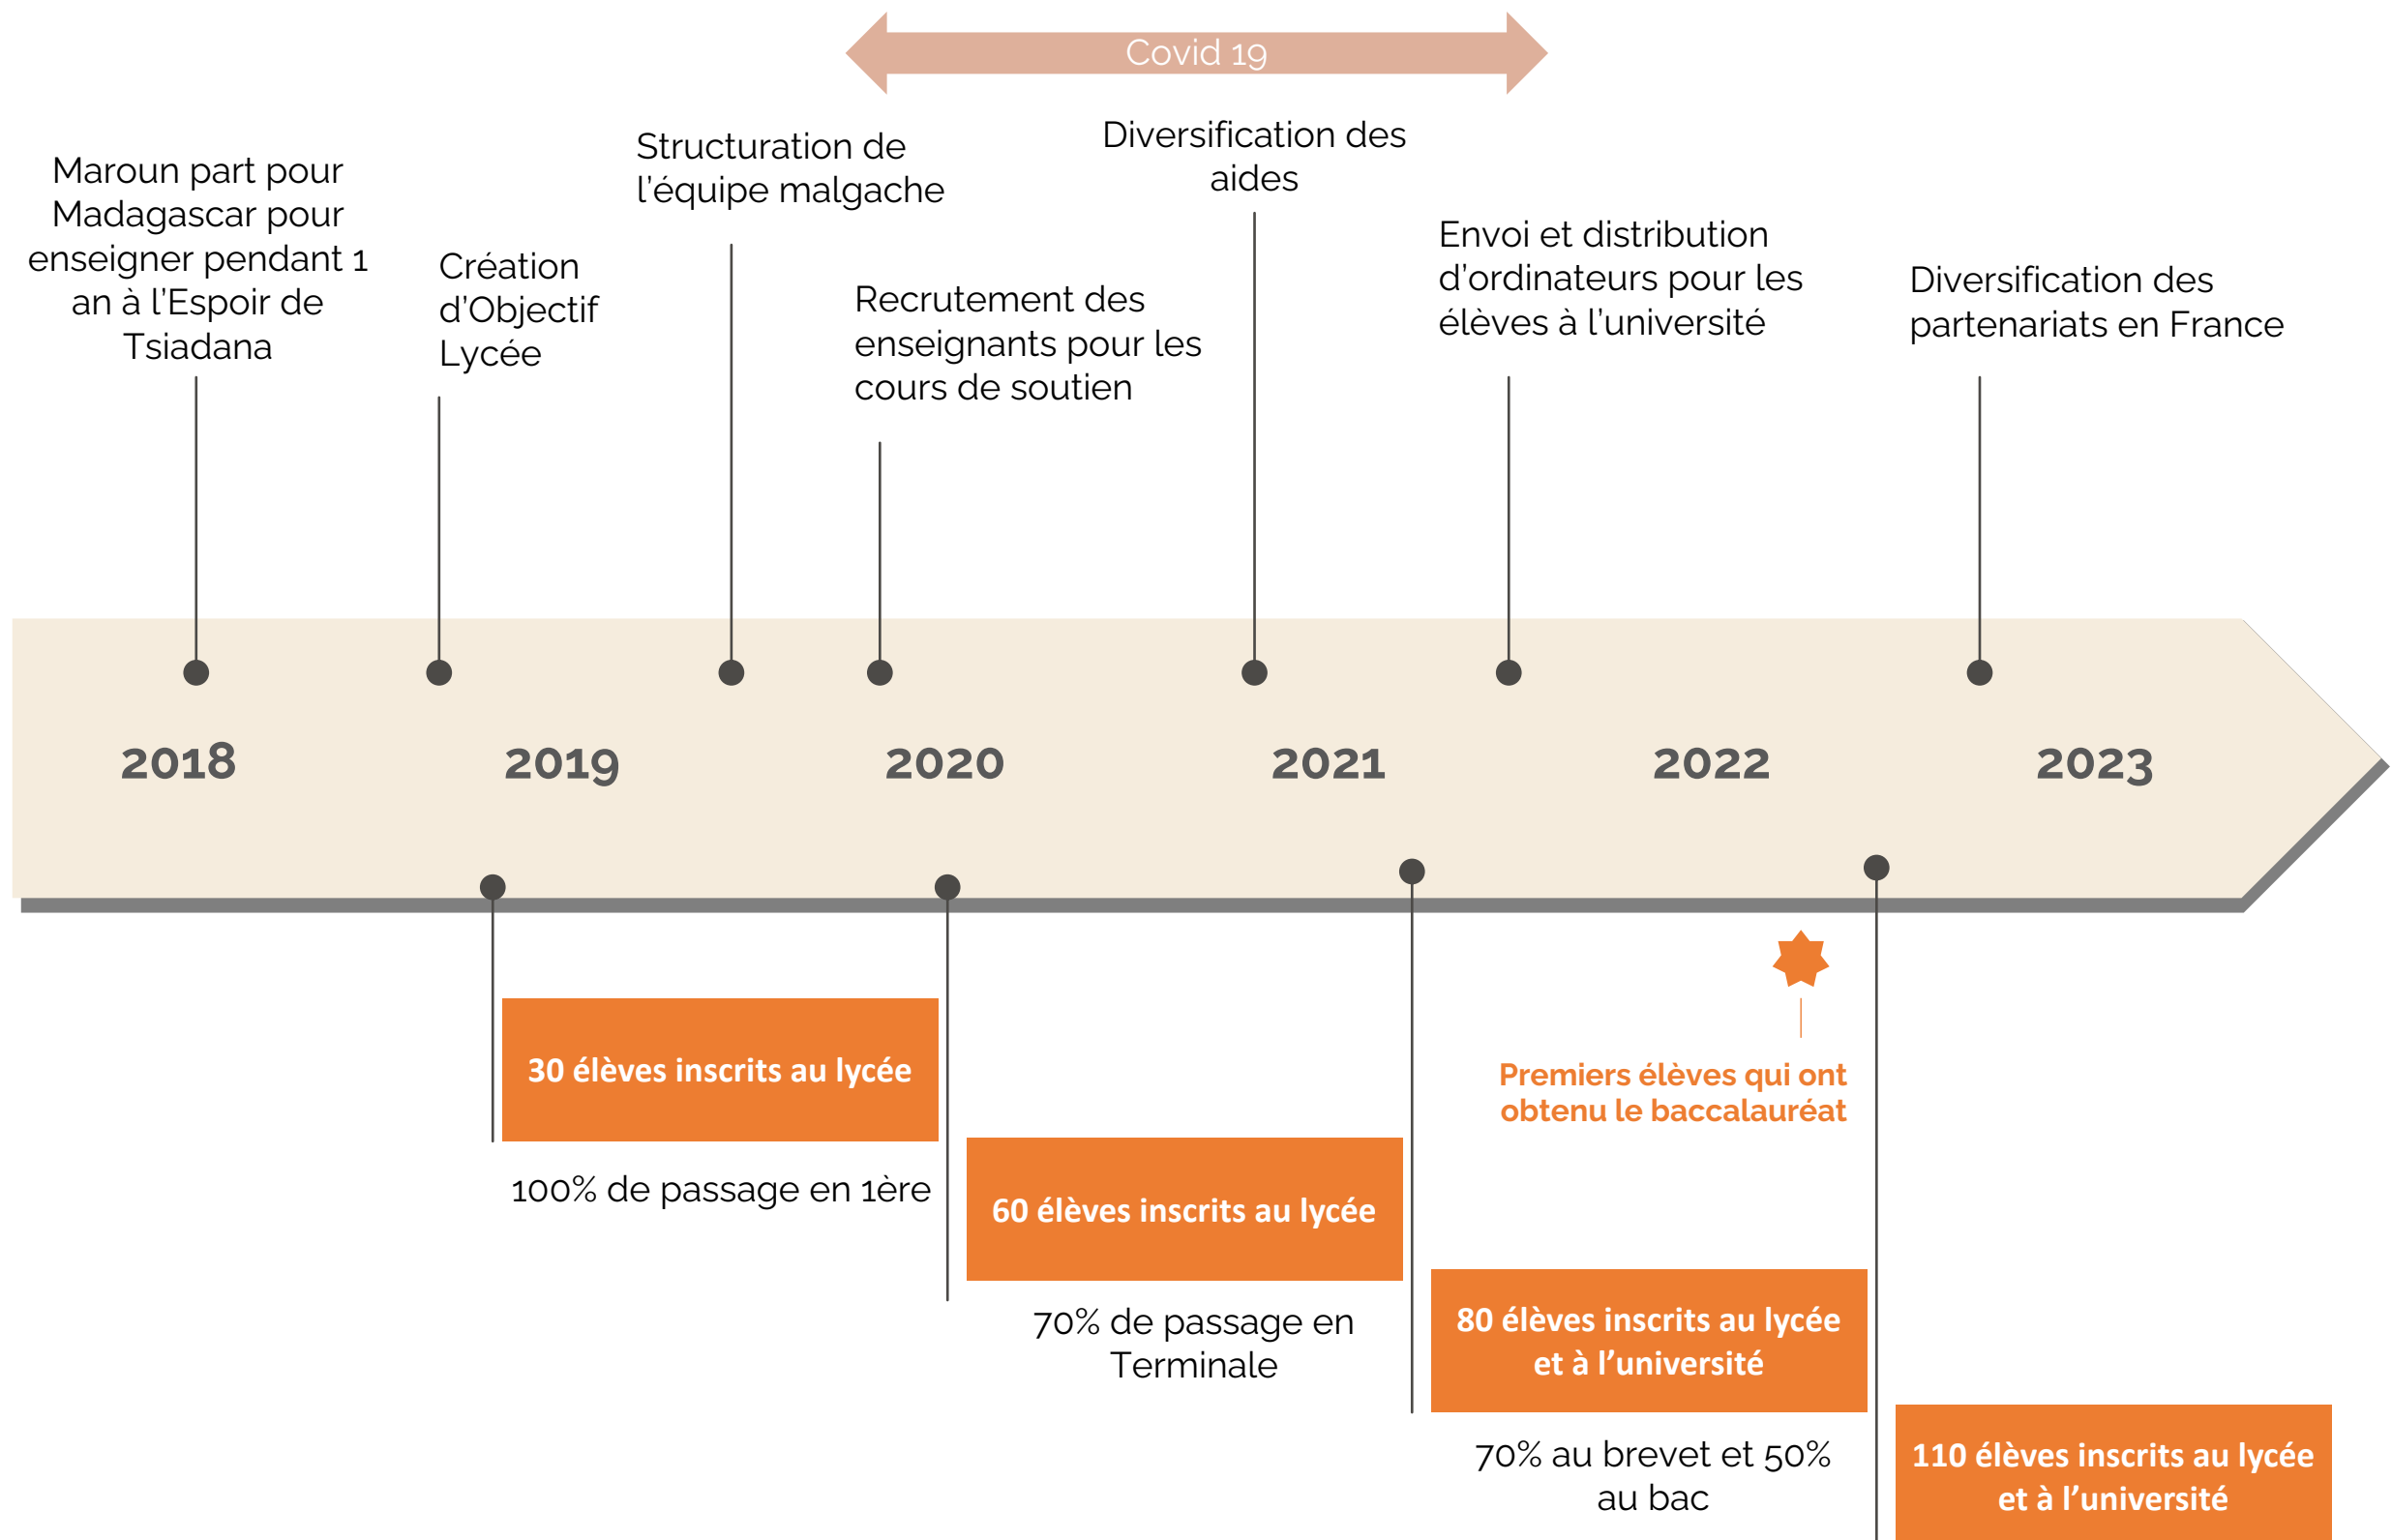 Covid 19
Maroun part pour
Madagascar pour
enseigner pendant 1
an à l'Espoir de
Tsiadana
Création
d'Objectif
Lycée
Structuration de
l'équipe malgache
Recrutement des
enseignants pour les
cours de soutien
Diversification des
aides
Envoi et distribution
d'ordinateurs pour les
élèves à l'université
Diversification des
partenariats en France
2018
2019
2020
2021
2022
2023
30 élèves inscrits au lycée
100% de passage en 1ère
60 élèves inscrits au lycée
70% de passage en
Terminale
Premiers élèves qui ont
obtenu le baccalauréat
80 élèves inscrits au lycée
et à l’université
70% au brevet et 50%
au bac
110 élèves inscrits au lycée
et à l’université